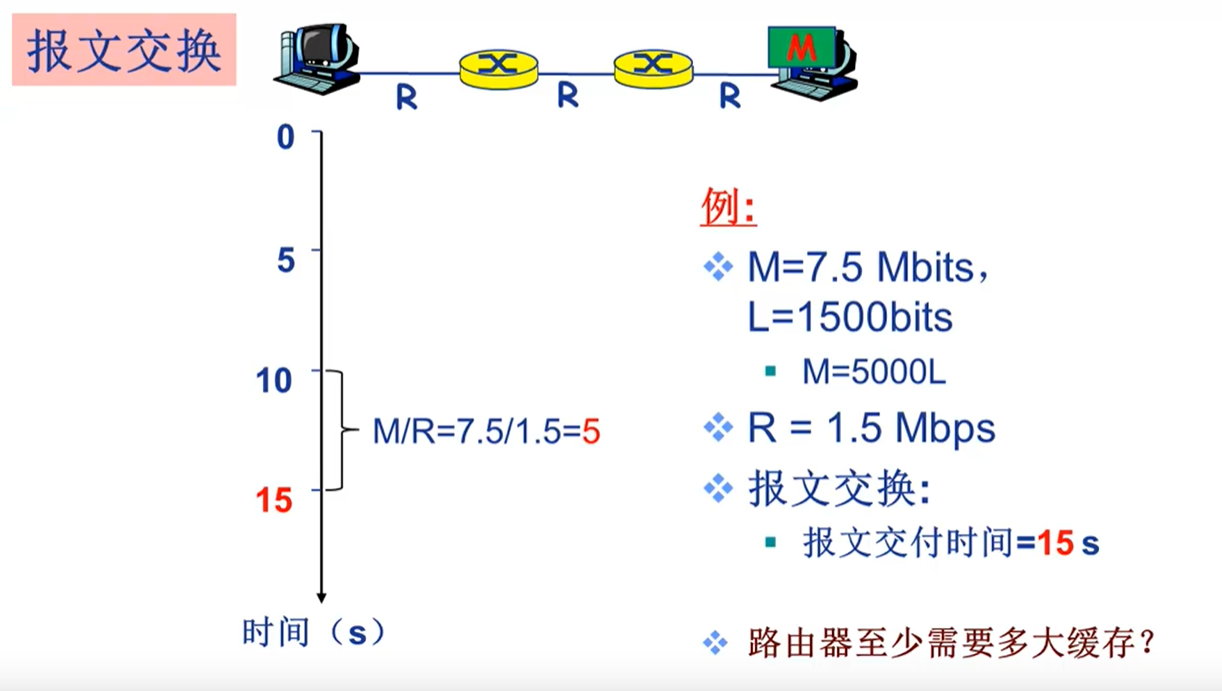 报文交换
M
R R R
0
5
10
M/R=7.5/1.5=5
15
时间（s）
例:
M=7.5 Mbits，
L=1500bits
M=5000L
R = 1.5 Mbps
报文交换:
报文交付时间=15 s
路由器至少需要多大缓存？